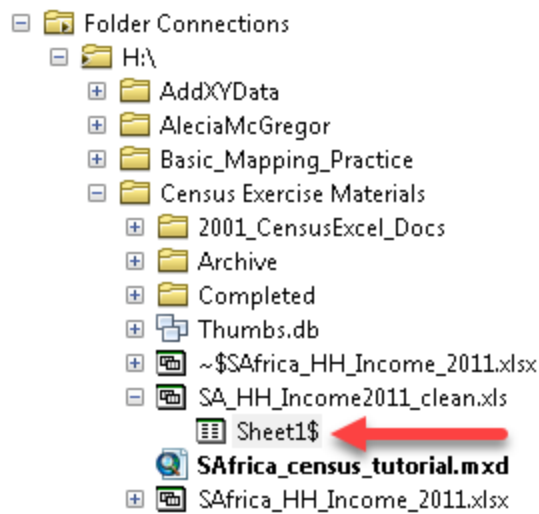 Folder Connections
H:\
AddXYData
AleciaMcGregor
Basic_Mapping_Practice
Census Exercise Materials
2001_CensusExcel_Docs
Archive
Completed
Thumbs.db
~$SAfrica_HH_Income_2011.xlsx
SA_HH_Income2011_clean.xls
Sheet1$
SAfrica_census_tutorial.mxd
SAfrica_HH_Income_2011.xlsx